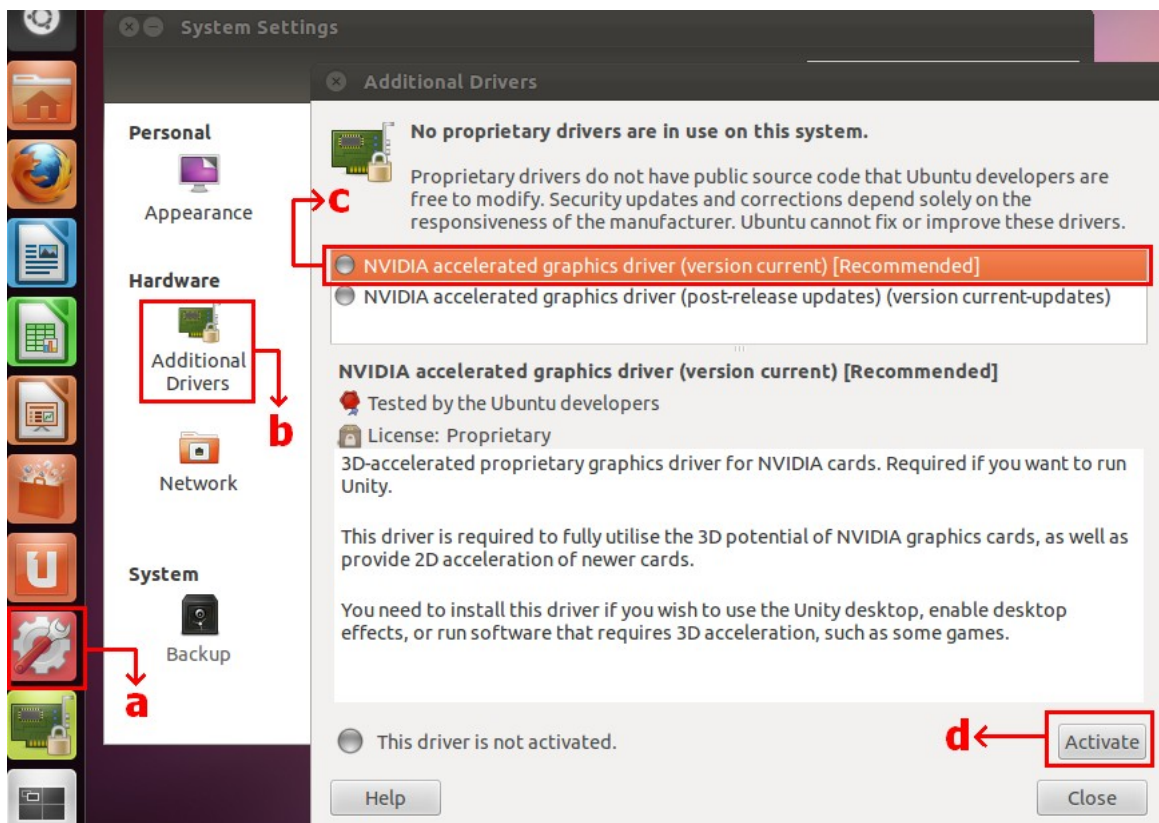 System Settings
Additional Drivers
Personal
Appearance
Hardware
Additional
Drivers
b
Network
System
Backup
a
No proprietary drivers are in use on this system.
Proprietary drivers do not have public source code that Ubuntu developers are
free to modify. Security updates and corrections depend solely on the
responsiveness of the manufacturer. Ubuntu cannot fix or improve these drivers.
c
NVIDIA accelerated graphics driver (version current) [Recommended]
NVIDIA accelerated graphics driver (post-release updates) (version current-updates)
NVIDIA accelerated graphics driver (version current) [Recommended]
Tested by the Ubuntu developers
License: Proprietary
3D-accelerated proprietary graphics driver for NVIDIA cards. Required if you want to run
Unity.
This driver is required to fully utilise the 3D potential of NVIDIA graphics cards, as well as
provide 2D acceleration of newer cards.
You need to install this driver if you wish to use the Unity desktop, enable desktop
effects, or run software that requires 3D acceleration, such as some games.
This driver is not activated.
d
Activate
Help
Close